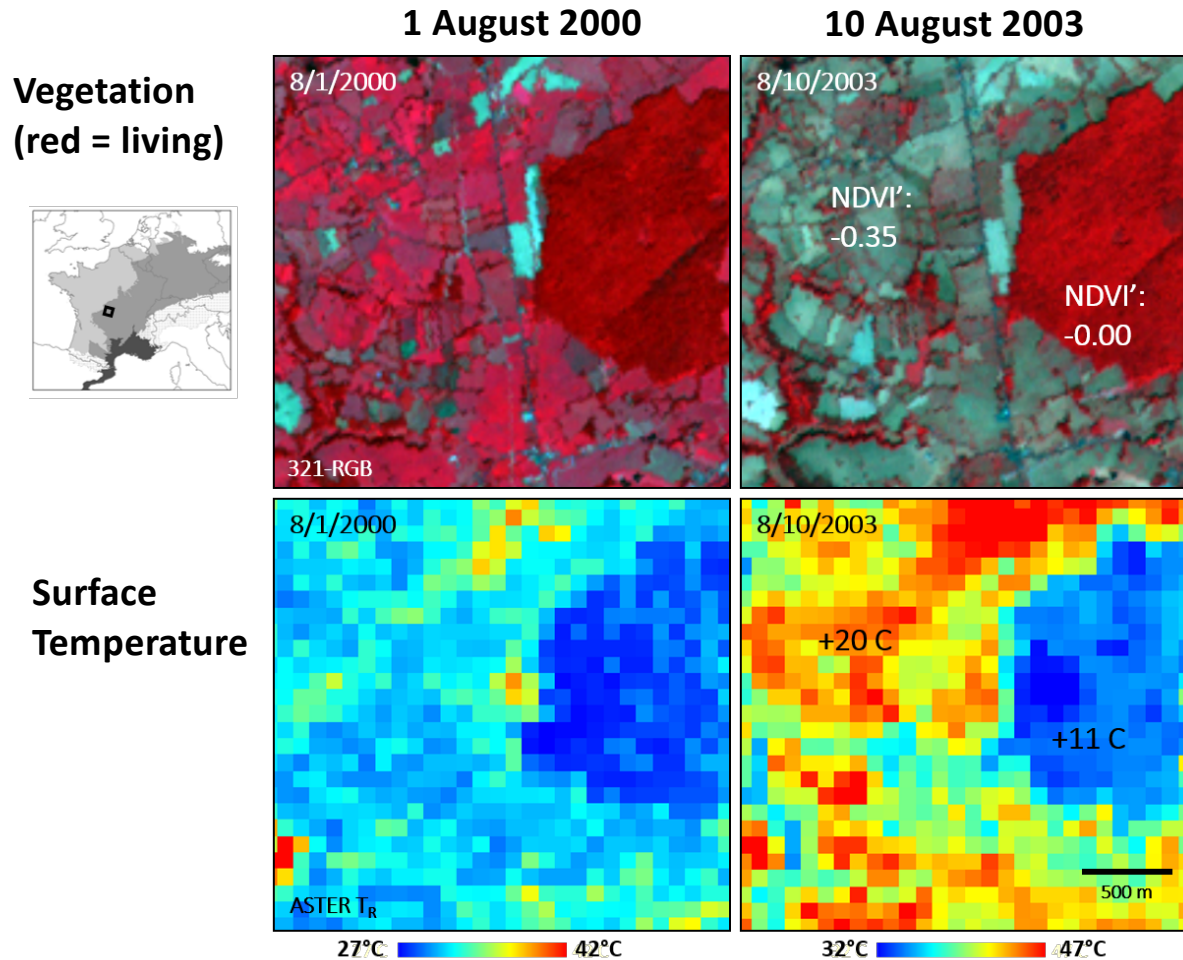 1 August 2000
10 August 2003
Vegetation
(red = living)
8/1/2000
321-RGB
8/10/2003
NDVI':
-0.35
NDVI':
-0.00
Surface
Temperature
8/1/2000
ASTER TR
8/10/2003
+20 C
+11 C
500 m
27°C
42°C
32°C
47°C